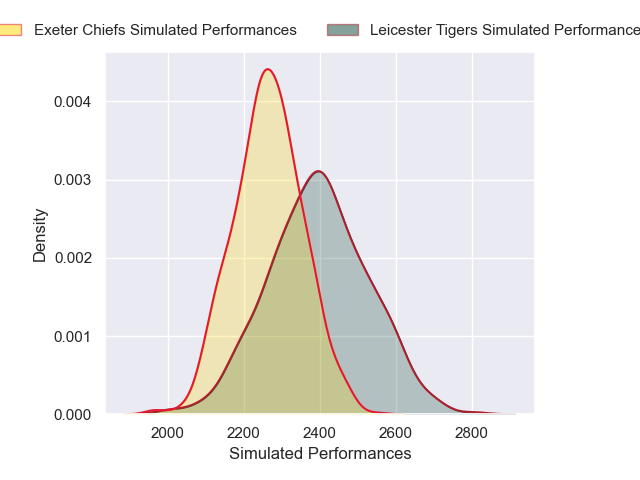 Exeter Chiefs Simulated Performances
Leicester Tigers Simulated Performance
0.004
0.003
0.002
0.001
0.000
Density
2000 2200 2400 2600 2800
Simulated Performances